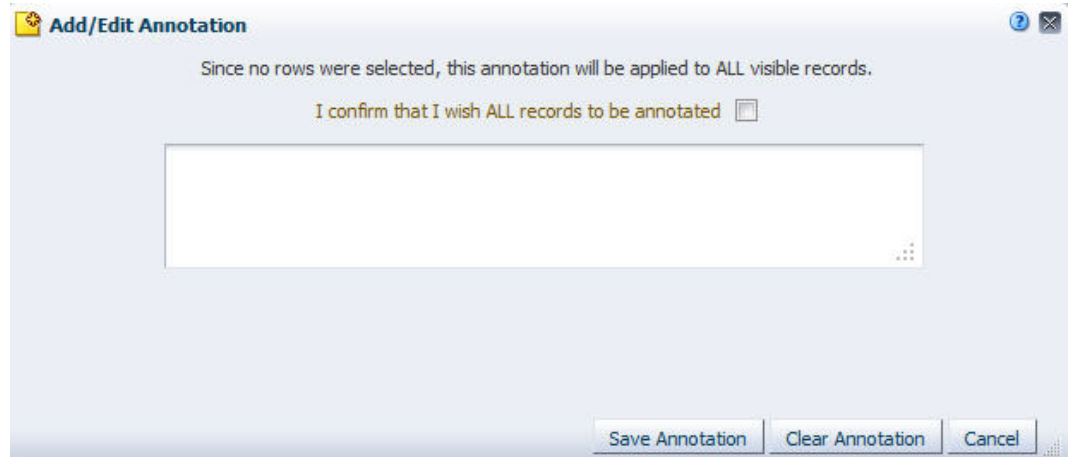 Add/Edit Annotation
Since no rows were selected, this annotation will be applied to ALL visible records.
I confirm that I wish ALL records to be annotated
Save Annotation Clear Annotation Cancel